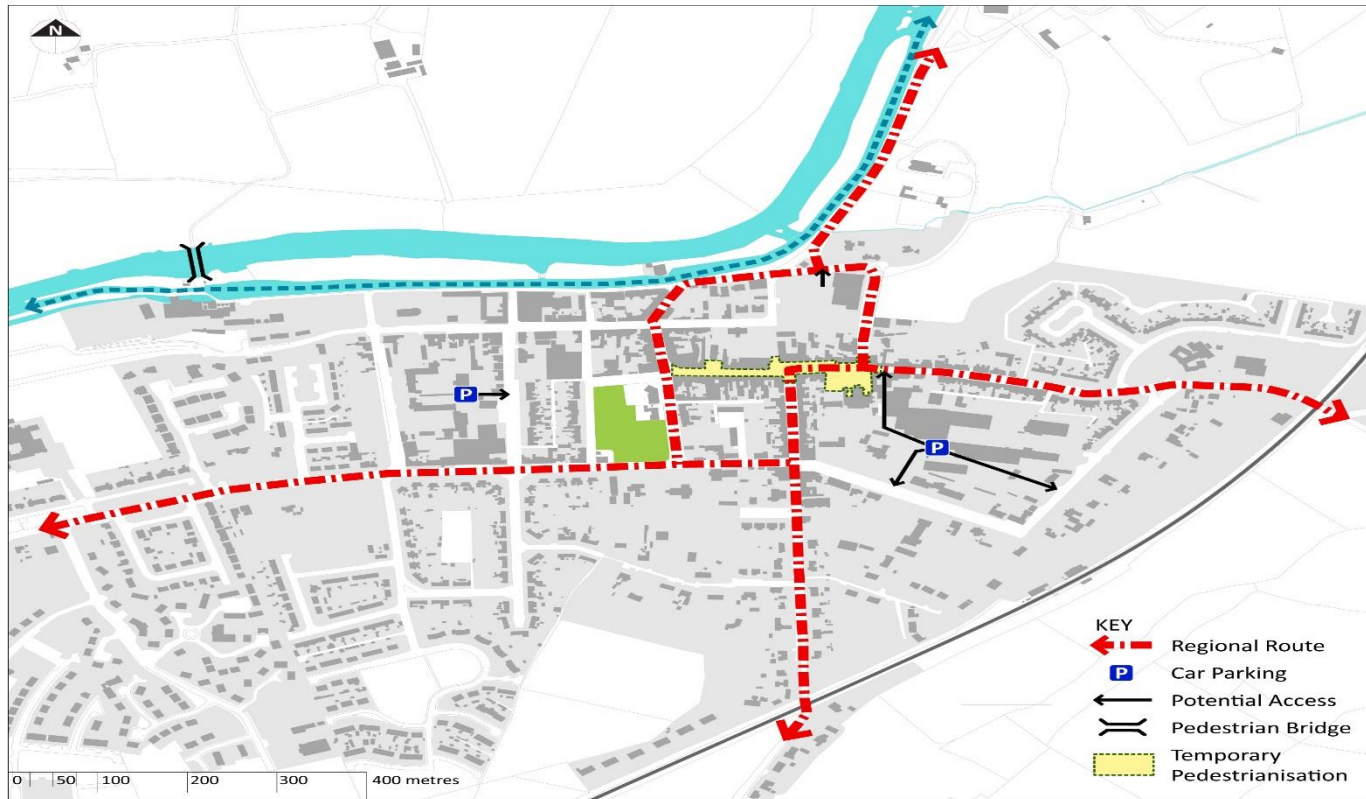 N
P
P
KEY
Regional Route
P Car Parking
Potential Access
Pedestrian Bridge
Temporary
Pedestrianisation
0 50 100 200 300 400 metres